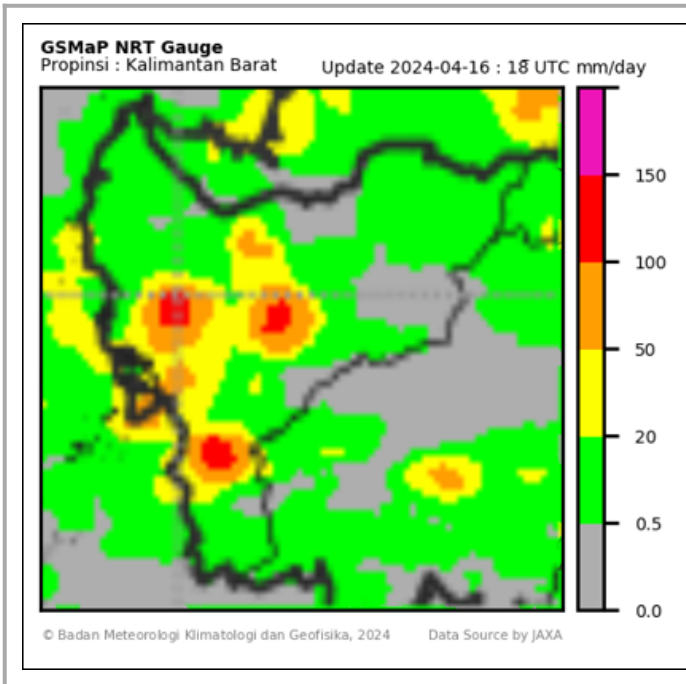 GSMaP NRT Gauge
Propinsi : Kalimantan Barat
Update 2024-04-16 : 18 UTC mm/day
150
100
50
20
0.5
0.0
© Badan Meteorologi Klimatologi dan Geofisika, 2024
Data Source by JAXA